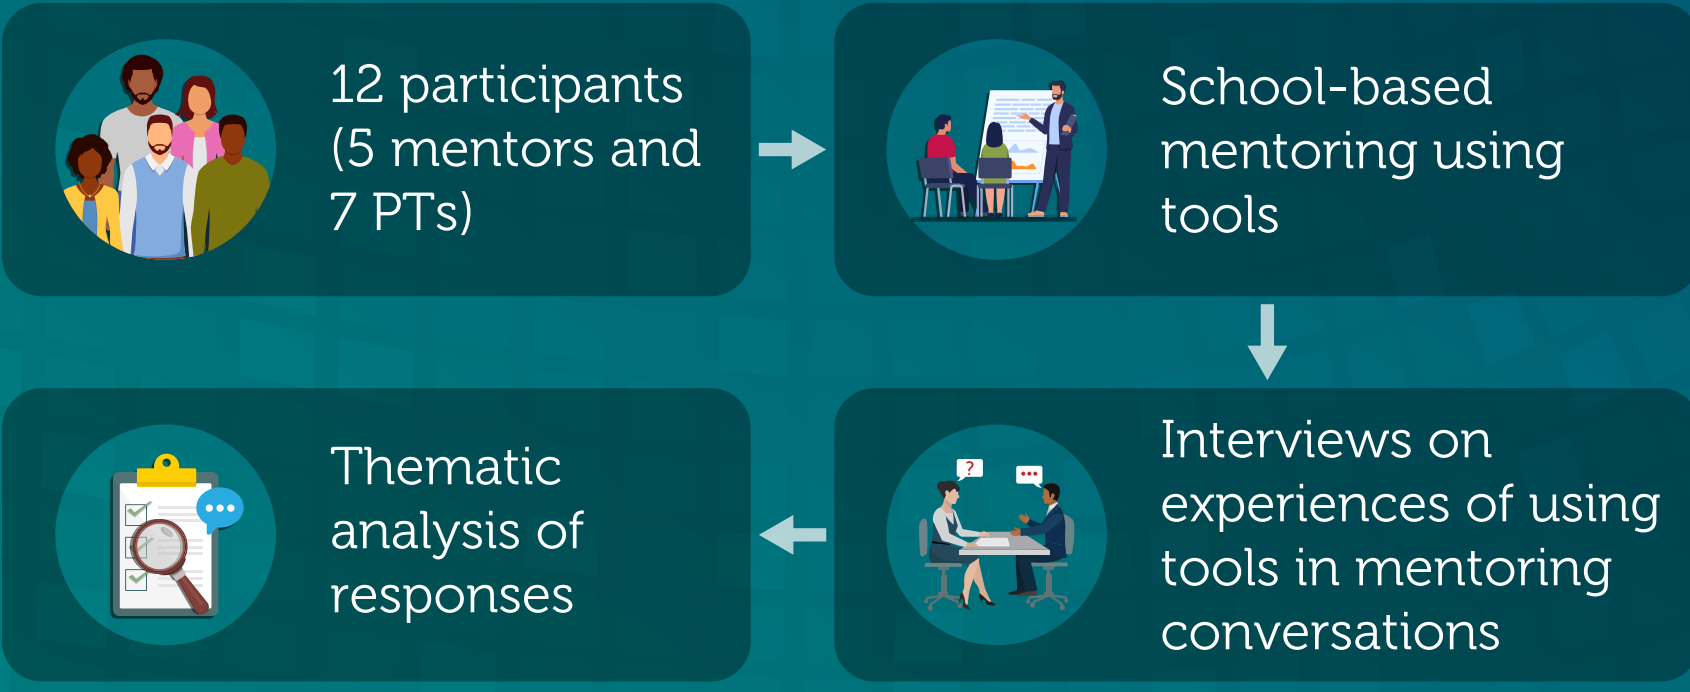 12 participants
(5 mentors and
7 PTs)
School-based
mentoring using
tools
Interviews on
experiences of using
tools in mentoring
conversations
Thematic
analysis of
responses
?